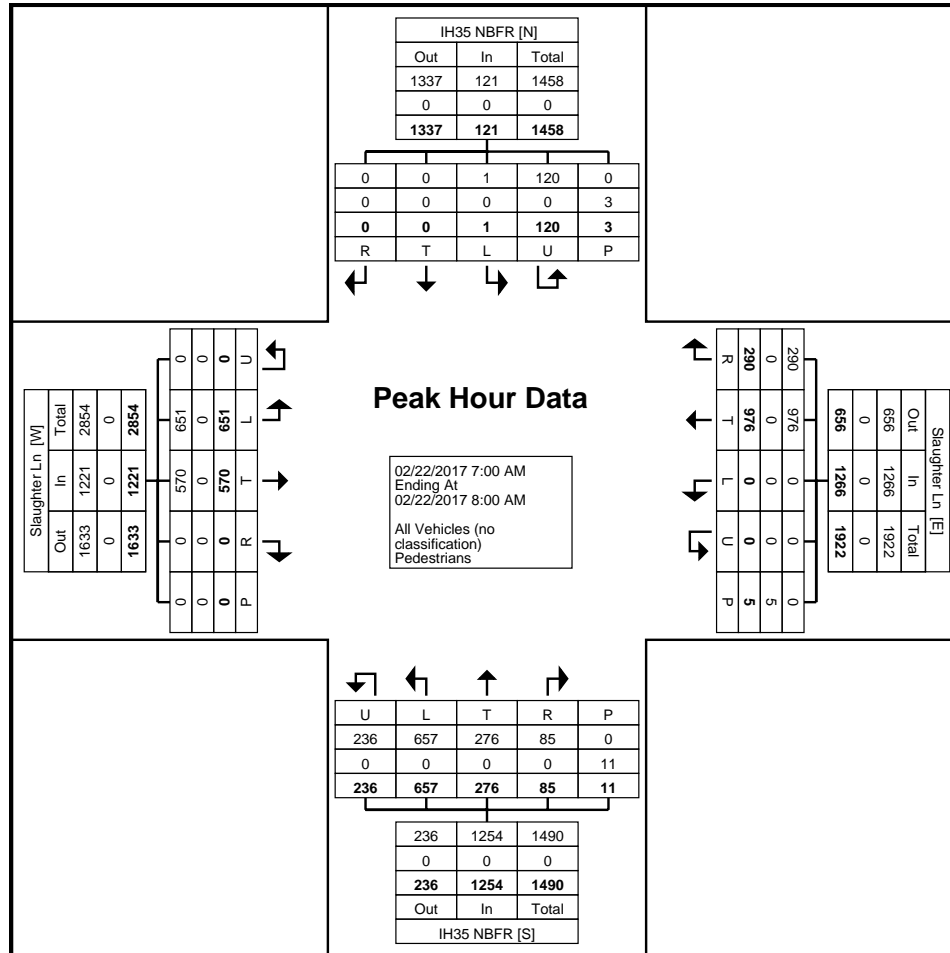 IH35 NBFR [N]
Out In Total
1337 121 1458
0 0 0
1337 121 1458
0 0 1 120 0
0 0 0 0 3
0 0 1 120 3
R T L U P
Slaughter Ln [W]
Total In Out
2854 1221 1633
0 0 0
2854 1221 1633
0 651 570 0 0
0 0 0 0 0
0 651 570 0 0
U L T R P
Peak Hour Data
02/22/2017 7:00 AM
Ending At
02/22/2017 8:00 AM
All Vehicles (no
classification)
Pedestrians
R T L U P
290 976 0 0 5
0 0 0 0 5
290 976 0 0 0
656 1266 1922
0 0 0
656 1266 1922
Out In Total
Slaughter Ln [E]
U L T R P
236 657 276 85 0
0 0 0 0 11
236 657 276 85 11
236 1254 1490
0 0 0
236 1254 1490
Out In Total
IH35 NBFR [S]